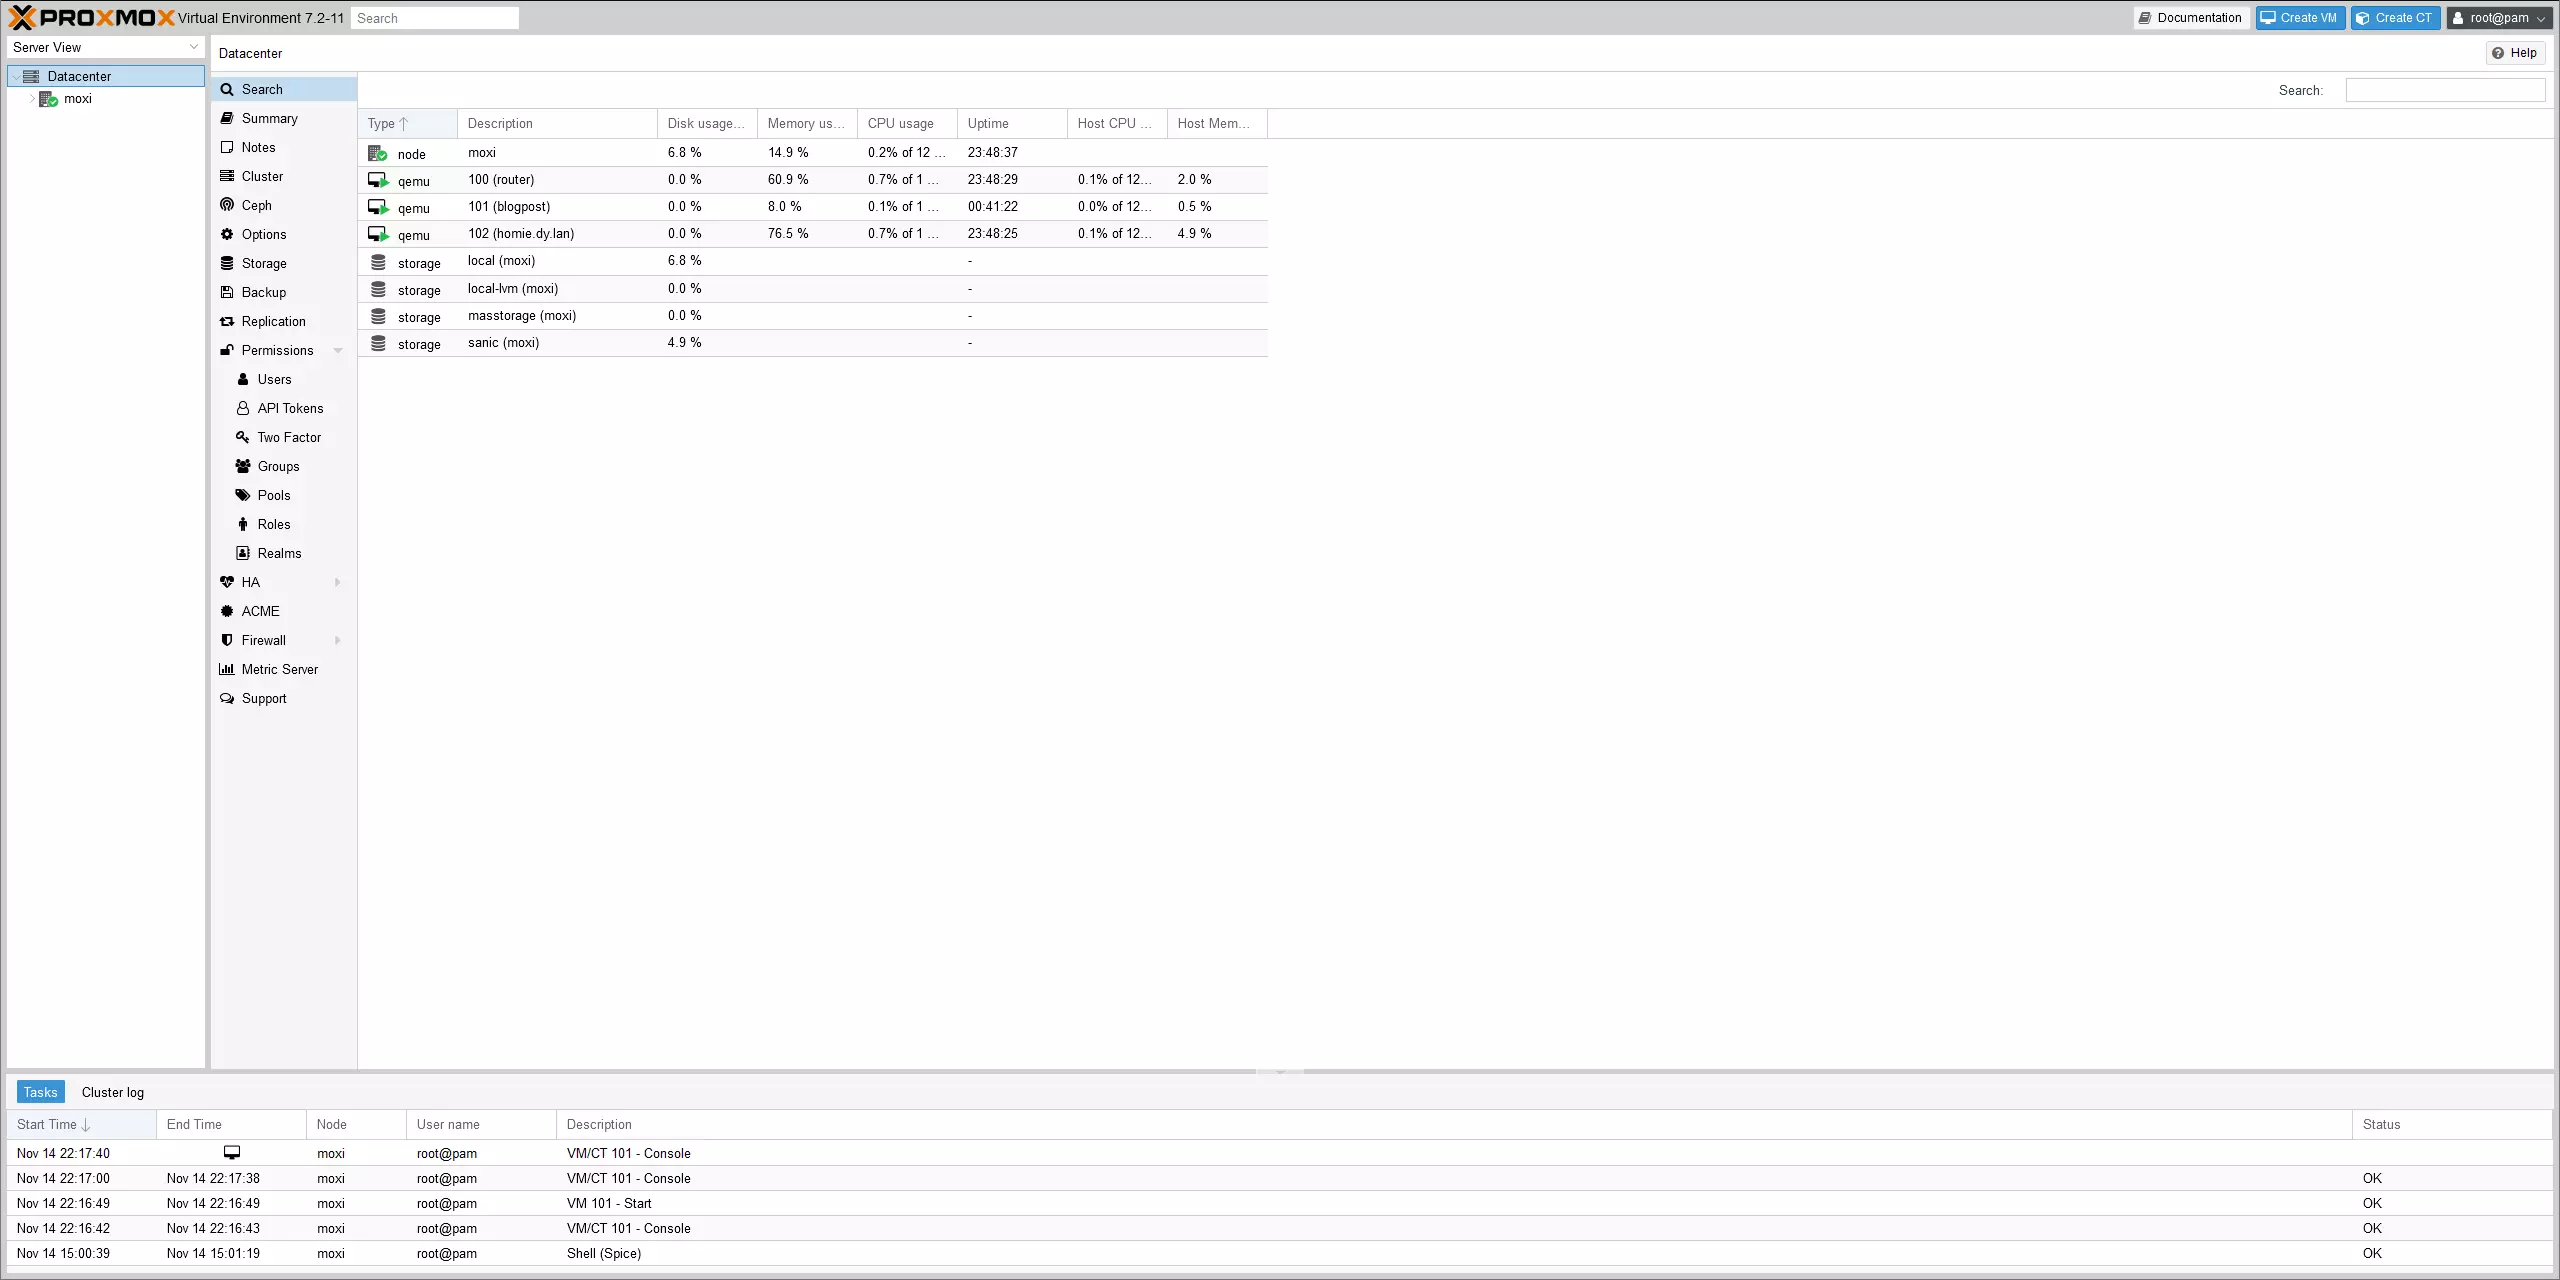 PROXMOX Virtual Environment 7.2-11 Search Documentation Create VM Create CT root@pam
Server View
Datacenter
moxi
Datacenter Help
Search
Summary
Notes
Cluster
Ceph
Options
Storage
Backup
Replication
Permissions
Users
API Tokens
Two Factor
Groups
Pools
Roles
Realms
HA
ACME
Firewall
Metric Server
Support
Search:
Type Description Disk usage... Memory us... CPU usage Uptime Host CPU ... Host Mem...
node moxi 6.8 % 14.9 % 0.2% of 12 ... 23:48:37
qemu 100 (router) 0.0 % 60.9 % 0.7% of 1 ... 23:48:29 0.1% of 12... 2.0 %
qemu 101 (blogpost) 0.0 % 8.0 % 0.1% of 1 ... 00:41:22 0.0% of 12... 0.5 %
qemu 102 (homie.dy.lan) 0.0 % 76.5 % 0.7% of 1 ... 23:48:25 0.1% of 12... 4.9 %
storage local (moxi) 6.8 % -
storage local-lvm (moxi) 0.0 % -
storage masstorage (moxi) 0.0 % -
storage sanic (moxi) 4.9 % -
Tasks Cluster log
Start Time End Time Node User name Description Status
Nov 14 22:17:40 moxi root@pam VM/CT 101 - Console
Nov 14 22:17:00 Nov 14 22:17:38 moxi root@pam VM/CT 101 - Console OK
Nov 14 22:16:49 Nov 14 22:16:49 moxi root@pam VM 101 - Start OK
Nov 14 22:16:42 Nov 14 22:16:43 moxi root@pam VM/CT 101 - Console OK
Nov 14 15:00:39 Nov 14 15:01:19 moxi root@pam Shell (Spice) OK